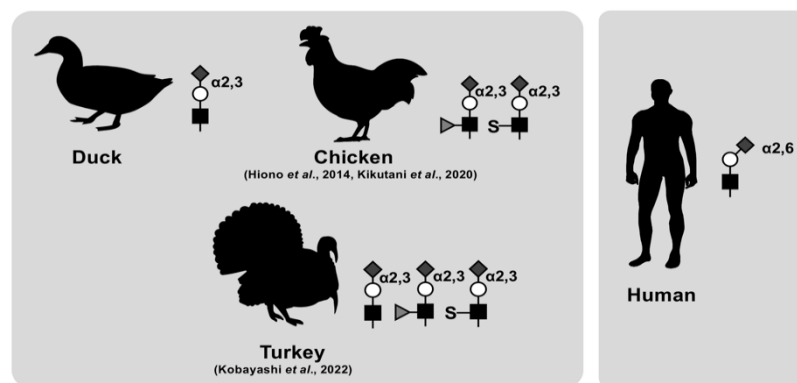 α2,3
Duck
α2,3 α2,3
S
Chicken
(Hiono et al., 2014, Kikutani et al., 2020)
α2,3 α2,3 α2,3
S
Turkey
(Kobayashi et al., 2022)
α2,6
Human